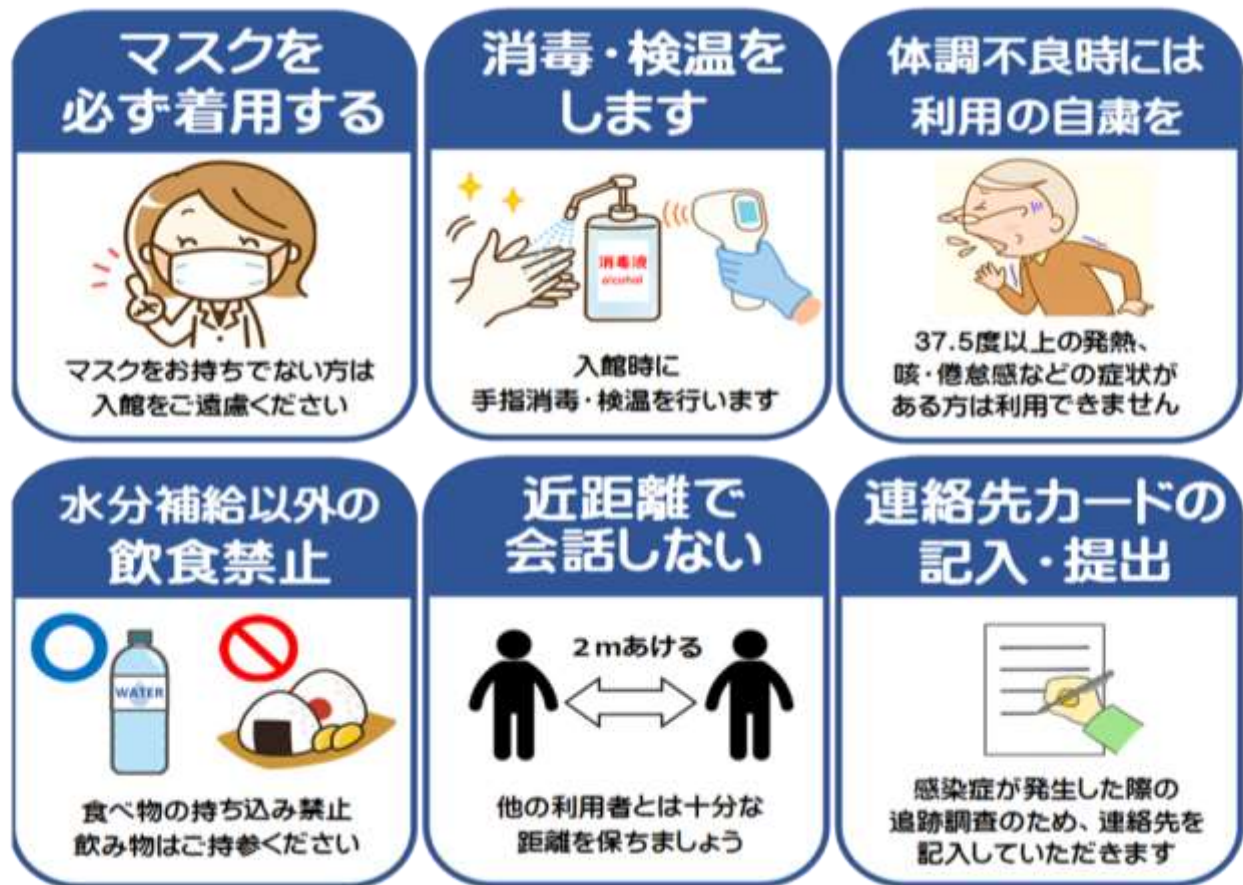 マスクを
必ず着用する
マスクをお持ちでない方は
入館をご遠慮ください
消毒・検温を
します
消毒液
alcohol
入館時に
手指消毒・検温を行います
体調不良時には
利用の自粛を
37.5度以上の発熱、
咳・倦怠感などの症状が
ある方は利用できません
水分補給以外の
飲食禁止
WATER
食べ物の持ち込み禁止
飲み物はご持参ください
近距離で
会話しない
2mあける
他の利用者とは十分な
距離を保ちましょう
連絡先カードの
記入・提出
感染症が発生した際の
追跡調査のため、連絡先を
記入していただきます